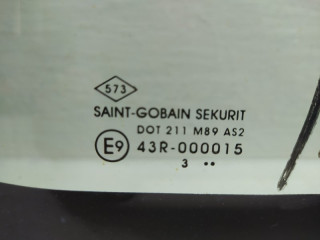 573
SAINT-GOBAIN SEKURIT
DOT 211 M89 AS2
E9 43R-000015
3 ••